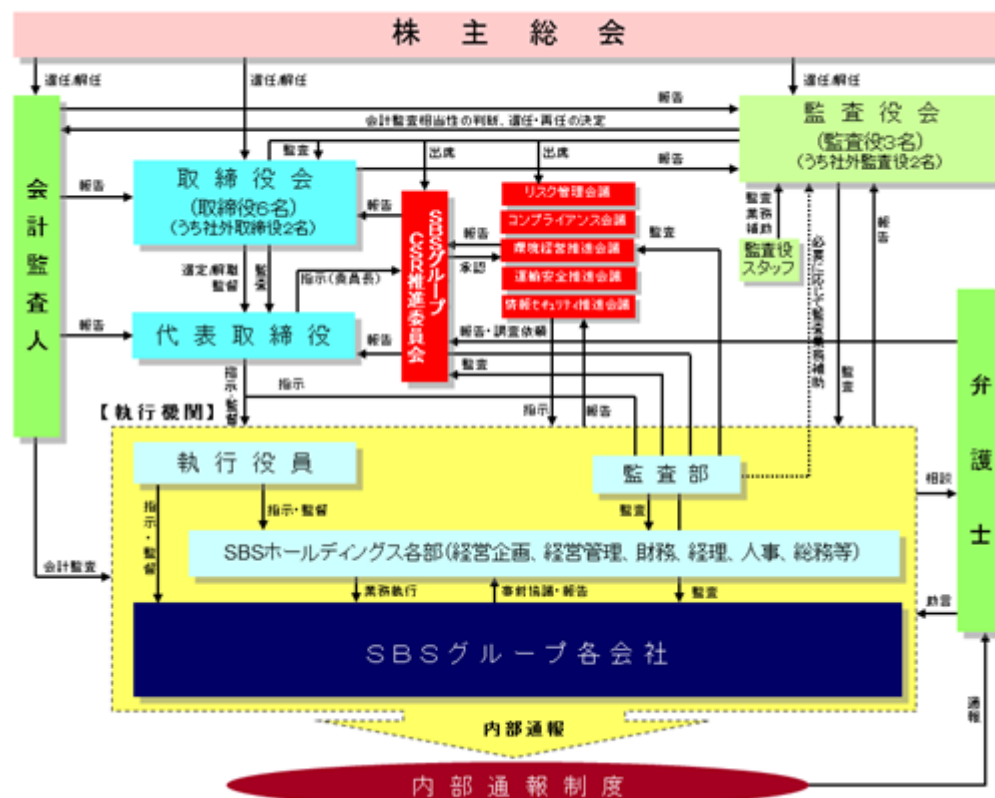 株主総会
選任/解任
選任/解任
選任/解任
会計監査人
報告
会計監査相当性の判断、選任・再任の決定
監査役会
(監査役3名)
(うち社外監査役2名)
監査
出席
出席
報告
取締役会
(取締役6名)
(うち社外取締役2名)
報告
報告
SBSグループ
CSR推進委員会
リスク管理会議
コンプライアンス会議
環境経営推進会議
運輸安全推進会議
情報セキュリティ推進会議
報告
承認
監査
監査
業務
補助
監査役
スタッフ
必要に応じて監査業務補助
報告
選定/解職
監督
監査
指示(委員長)
報告
代表取締役
報告
報告・調査依頼
監査
監査
弁護士
指示・監督
指示
指示
報告
【執行機関】
執行役員
監査部
相談
指示・監督
指示・監督
監査
SBSホールディングス各部(経営企画、経営管理、財務、経理、人事、総務等)
会計監査
業務執行
事前協議・報告
監査
助言
SBSグループ各会社
内部通報
通報
内部通報制度